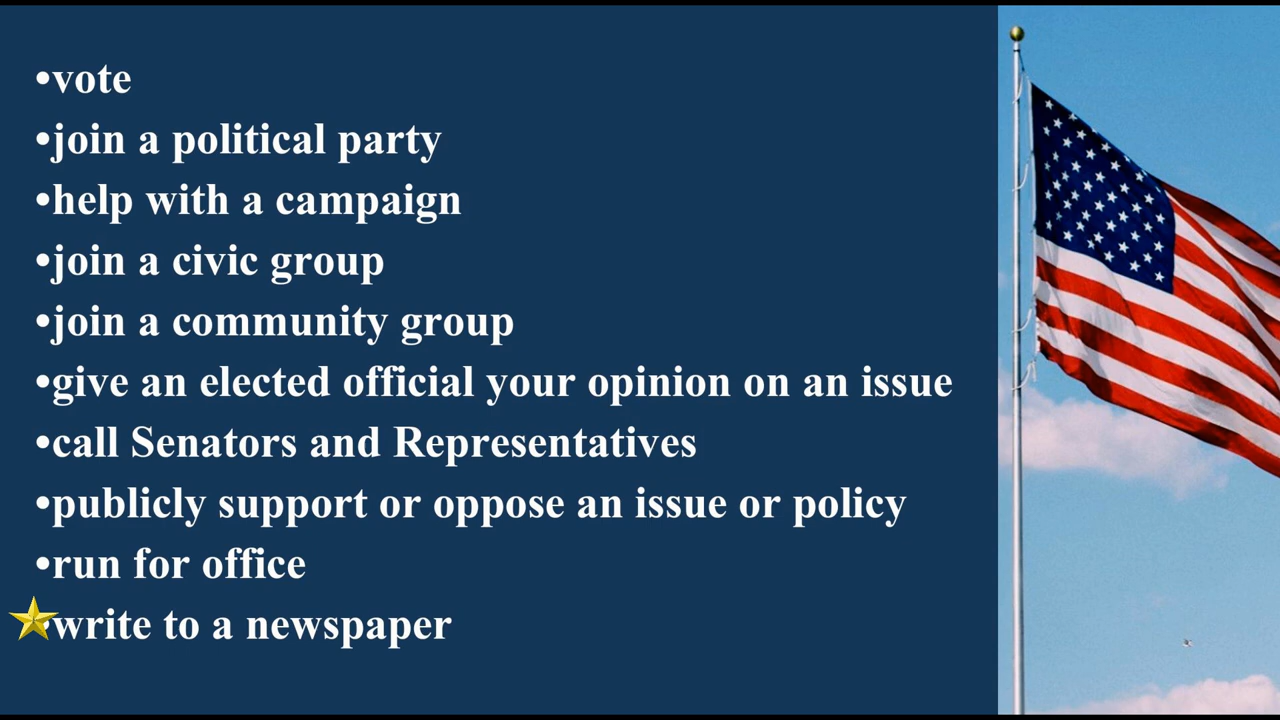 •vote
•join a political party
•help with a campaign
•join a civic group
•join a community group
•give an elected official your opinion on an issue
•call Senators and Representatives
•publicly support or oppose an issue or policy
•run for office
•write to a newspaper